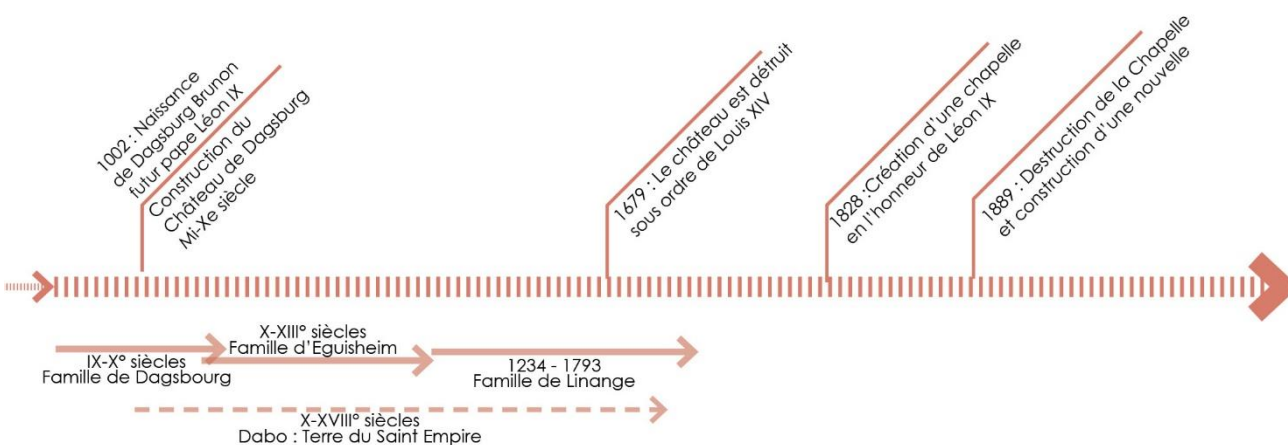 1002 : Naissance
de Dagsburg Brunon
futur pape Léon IX
Construction du
Château de Dagsburg
Mi-Xe siècle
1679 : Le château est détruit
sous ordre de Louis XIV
1828 :Création d'une chapelle
en l'honneur de Léon IX
1889 : Destruction de la Chapelle
et construction d'une nouvelle
IX-X° siècles
Famille de Dagsbourg
X-XIII° siècles
Famille d'Eguisheim
1234 - 1793
Famille de Linange
X-XVIII° siècles
Dabo : Terre du Saint Empire